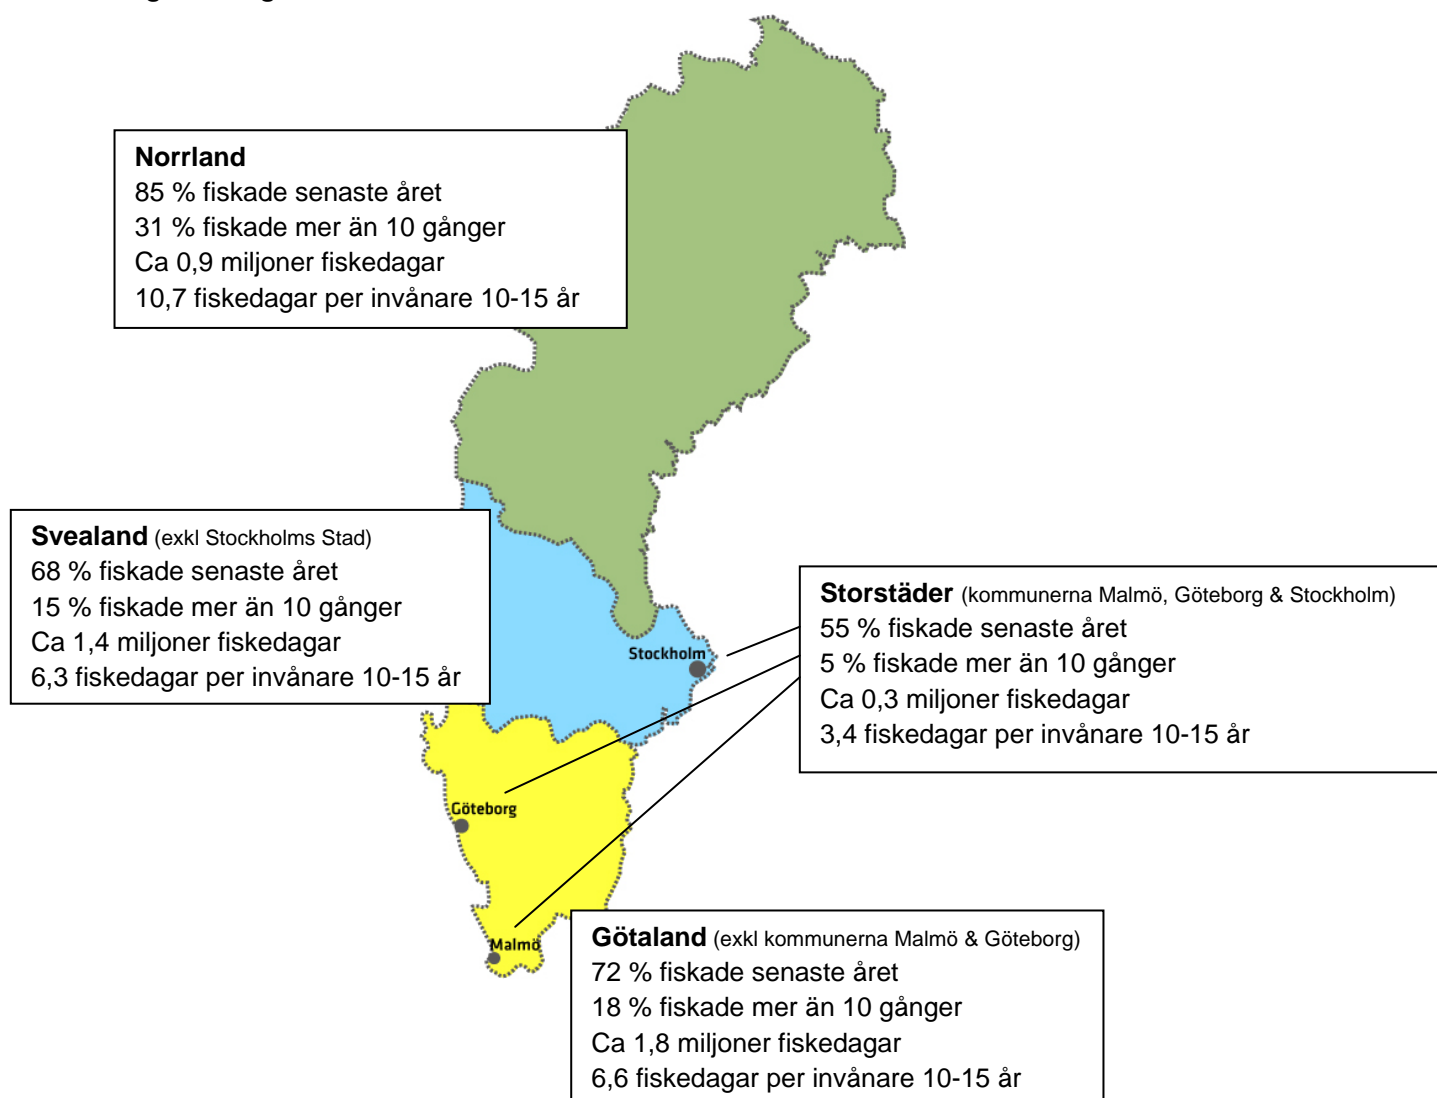 Norrland
85 % fiskade senaste året
31 % fiskade mer än 10 gånger
Ca 0,9 miljoner fiskedagar
10,7 fiskedagar per invånare 10-15 år
Svealand (exkl Stockholms Stad)
68 % fiskade senaste året
15 % fiskade mer än 10 gånger
Ca 1,4 miljoner fiskedagar
6,3 fiskedagar per invånare 10-15 år
Storstäder (kommunerna Malmö, Göteborg & Stockholm)
55 % fiskade senaste året
5 % fiskade mer än 10 gånger
Ca 0,3 miljoner fiskedagar
3,4 fiskedagar per invånare 10-15 år
Stockholm
Göteborg
Malmö
Götaland (exkl kommunerna Malmö & Göteborg)
72 % fiskade senaste året
18 % fiskade mer än 10 gånger
Ca 1,8 miljoner fiskedagar
6,6 fiskedagar per invånare 10-15 år